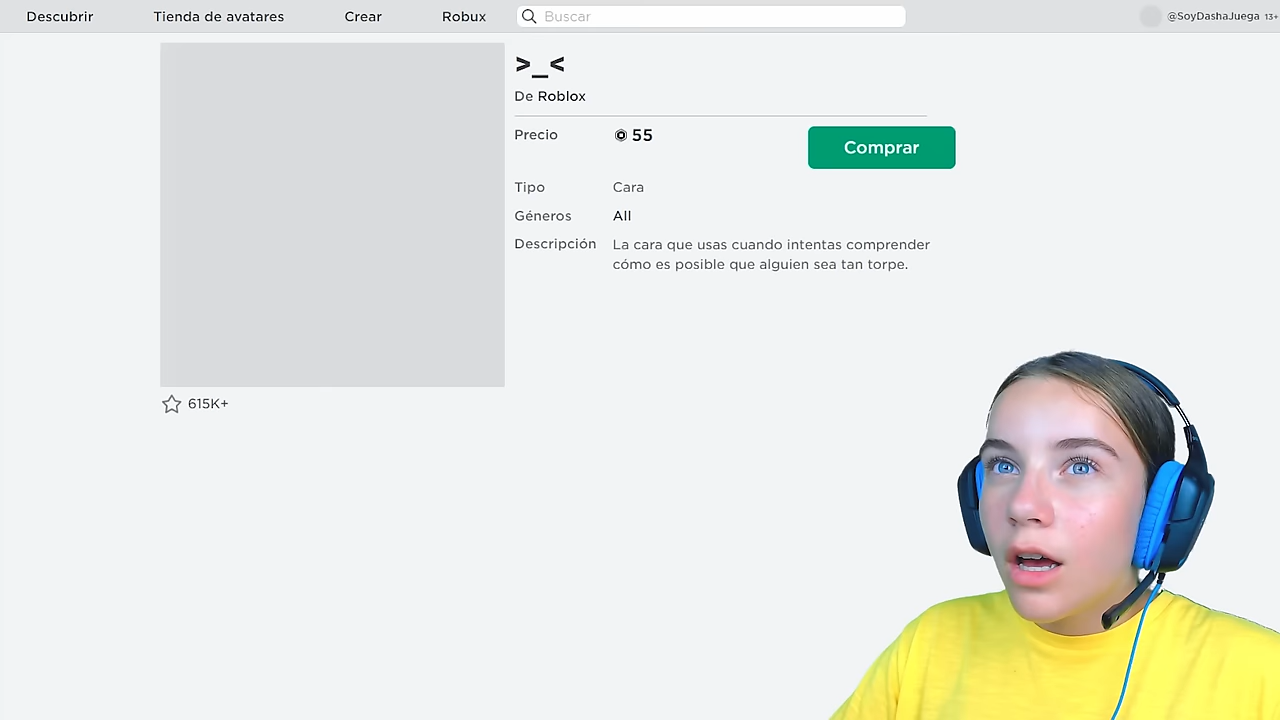 Descubrir Tienda de avatares Crear Robux Buscar @SoyDashaJuega 13+
>_<
De Roblox
Precio 55 Comprar
Tipo Cara
Géneros All
Descripción La cara que usas cuando intentas comprender
cómo es posible que alguien sea tan torpe.
615K+